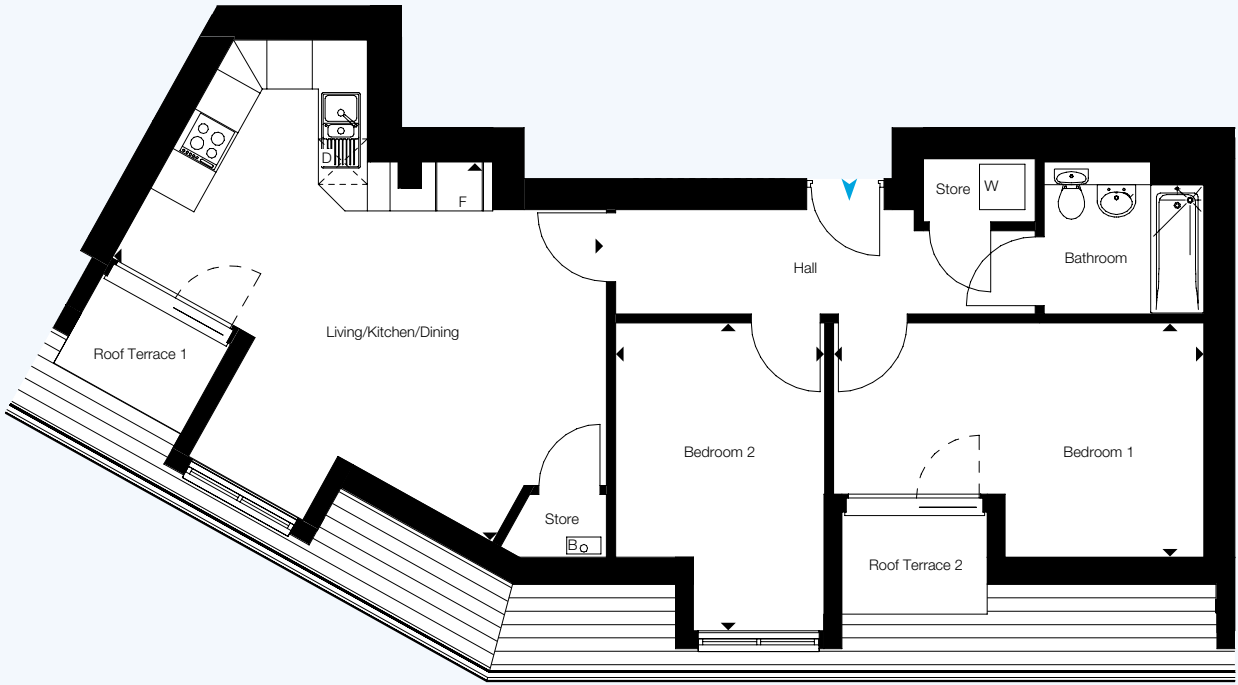 D
F
Store
W
Bathroom
Hall
Living/Kitchen/Dining
Roof Terrace 1
Bedroom 2
Bedroom 1
Store
B
Roof Terrace 2